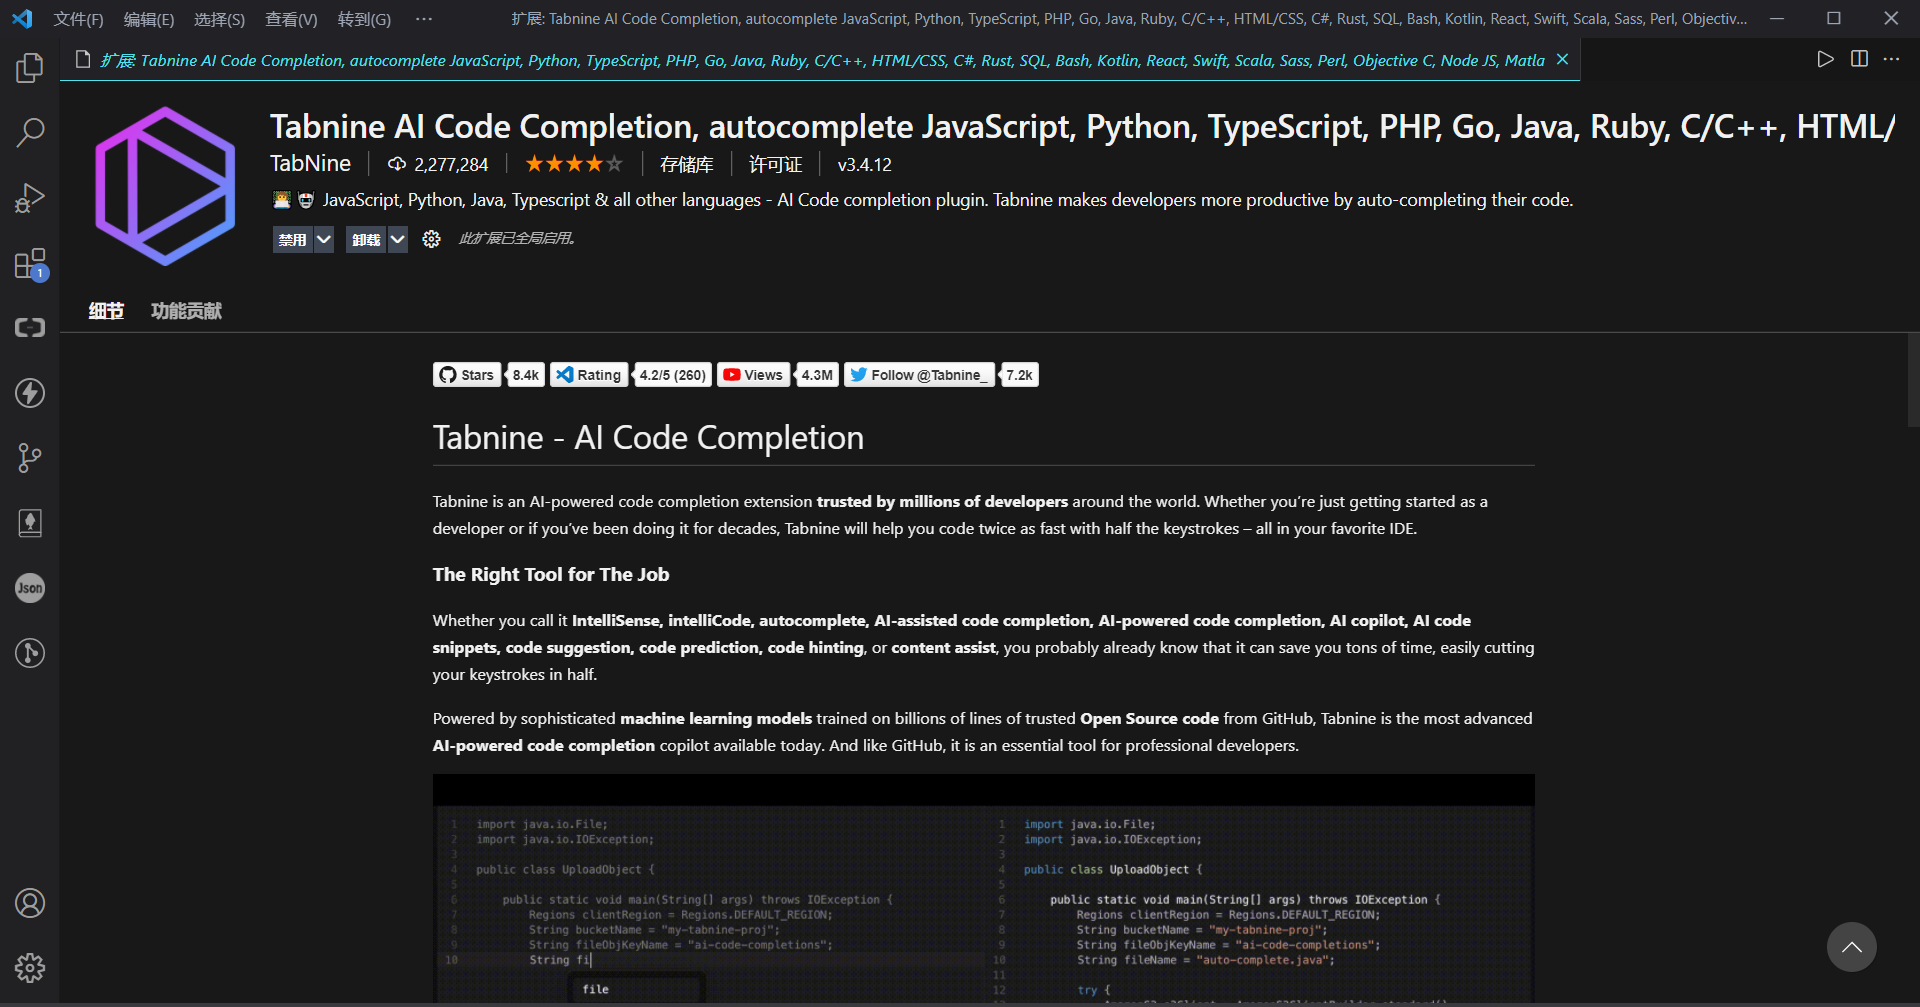 文件(F) 编辑(E) 选择(S) 查看(V) 转到(G) ··· 扩展: Tabnine AI Code Completion, autocomplete JavaScript, Python, TypeScript, PHP, Go, Java, Ruby, C/C++, HTML/CSS, C#, Rust, SQL, Bash, Kotlin, React, Swift, Scala, Sass, Perl, Objectiv...
扩展: Tabnine AI Code Completion, autocomplete JavaScript, Python, TypeScript, PHP, Go, Java, Ruby, C/C++, HTML/CSS, C#, Rust, SQL, Bash, Kotlin, React, Swift, Scala, Sass, Perl, Objective C, Node JS, Matla
Tabnine AI Code Completion, autocomplete JavaScript, Python, TypeScript, PHP, Go, Java, Ruby, C/C++, HTML/
TabNine 2,277,284 存储库 许可证 v3.4.12
JavaScript, Python, Java, Typescript & all other languages - AI Code completion plugin. Tabnine makes developers more productive by auto-completing their code.
禁用 卸载 此扩展已全局启用。
1
细节 功能贡献
Stars 8.4k Rating 4.2/5 (260) Views 4.3M Follow @Tabnine_ 7.2k
Tabnine - AI Code Completion
Tabnine is an AI-powered code completion extension trusted by millions of developers around the world. Whether you’re just getting started as a
developer or if you’ve been doing it for decades, Tabnine will help you code twice as fast with half the keystrokes – all in your favorite IDE.
The Right Tool for The Job
Json
Whether you call it IntelliSense, intelliCode, autocomplete, AI-assisted code completion, AI-powered code completion, AI copilot, AI code
snippets, code suggestion, code prediction, code hinting, or content assist, you probably already know that it can save you tons of time, easily cutting
your keystrokes in half.
Powered by sophisticated machine learning models trained on billions of lines of trusted Open Source code from GitHub, Tabnine is the most advanced
AI-powered code completion copilot available today. And like GitHub, it is an essential tool for professional developers.
1 import java.io.File;
2 import java.io.IOException;
3
4 public class UploadObject {
5
6 public static void main(String[] args) throws IOException {
7 Regions clientRegion = Regions.DEFAULT_REGION;
8 String bucketName = "my-tabnine-proj";
9 String fileObjKeyName = "ai-code-completions";
10 String fi
file
1 import java.io.File;
2 import java.io.IOException;
3
4 public class UploadObject {
5
6 public static void main(String[] args) throws IOException {
7 Regions clientRegion = Regions.DEFAULT_REGION;
8 String bucketName = "my-tabnine-proj";
9 String fileObjKeyName = "ai-code-completions";
10 String fileName = "auto-complete.java";
11
12 try {